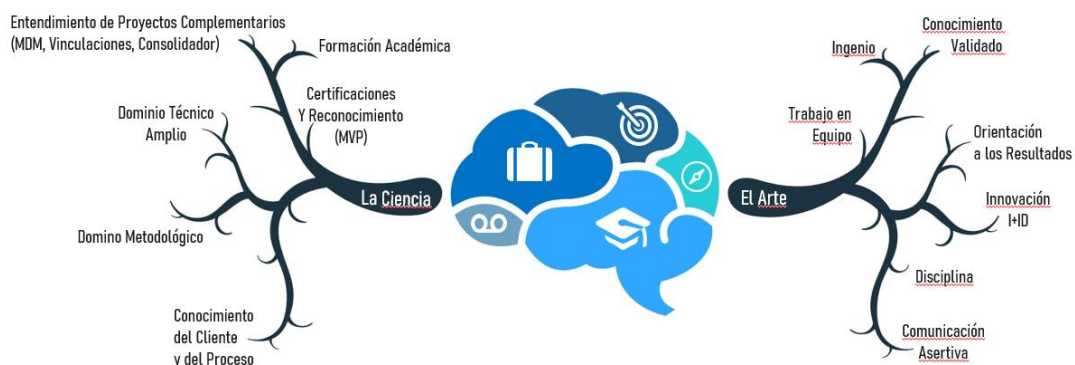 Entendimiento de Proyectos Complementarios
(MDM, Vinculaciones, Consolidador)
Formación Académica
Certificaciones
Y Reconocimiento
(MVP)
Dominio Técnico
Amplio
La Ciencia
Domino Metodológico
Conocimiento
del Cliente
y del Proceso
Conocimiento
Validado
Ingenio
Trabajo en
Equipo
Orientación
a los Resultados
El Arte
Innovación
I+ID
Disciplina
Comunicación
Asertiva